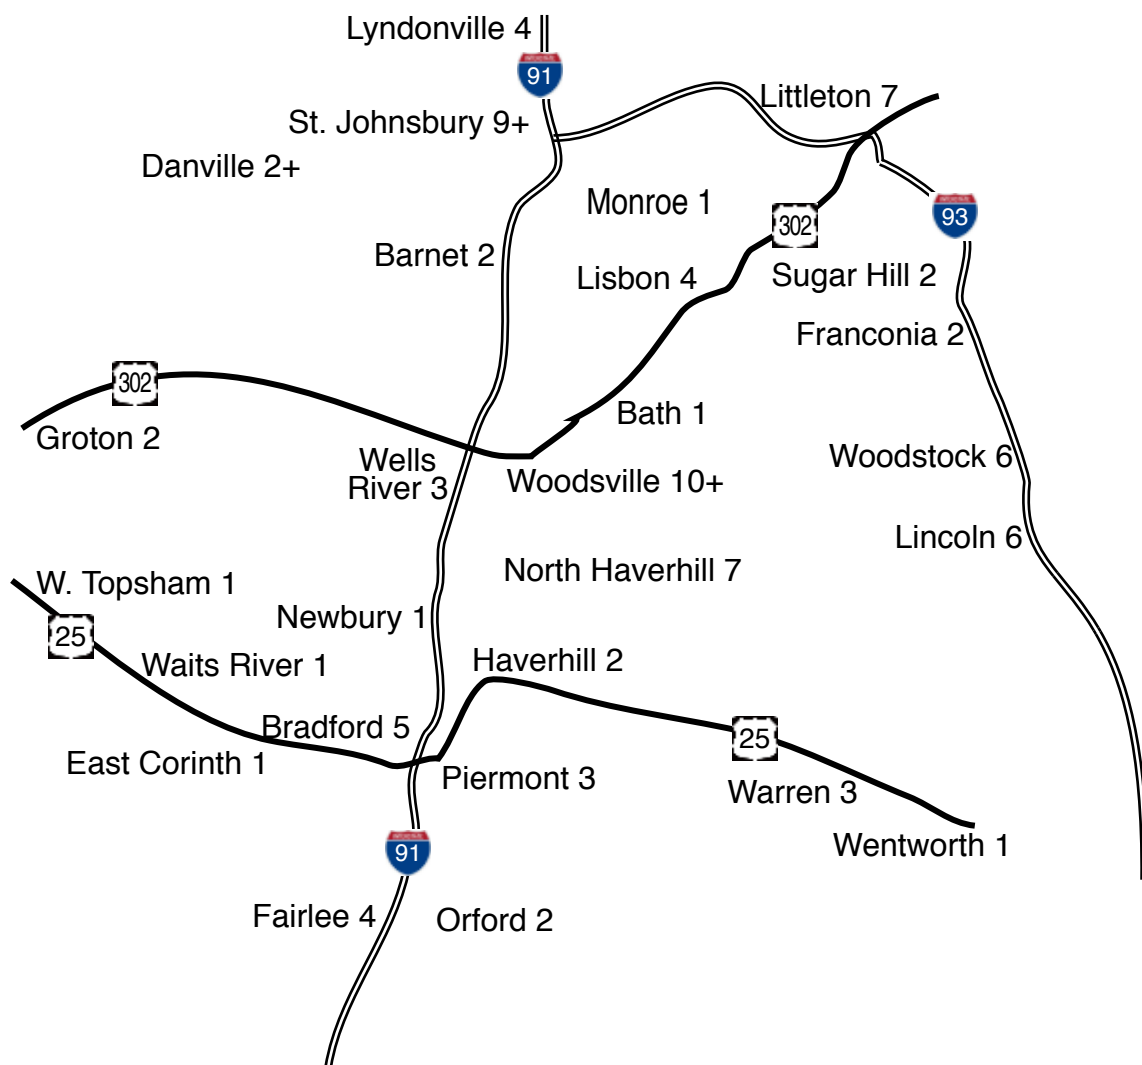 Lyndonville 4
91
Littleton 7
St. Johnsbury 9+
Danville 2+
Monroe 1
93
302
Barnet 2
Lisbon 4
Sugar Hill 2
Franconia 2
302
Bath 1
Groton 2
Wells
River 3
Woodsville 10+
Woodstock 6
Lincoln 6
North Haverhill 7
W. Topsham 1
Newbury 1
25
Waits River 1
Haverhill 2
Bradford 5
25
East Corinth 1
Piermont 3
Warren 3
Wentworth 1
91
Fairlee 4
Orford 2